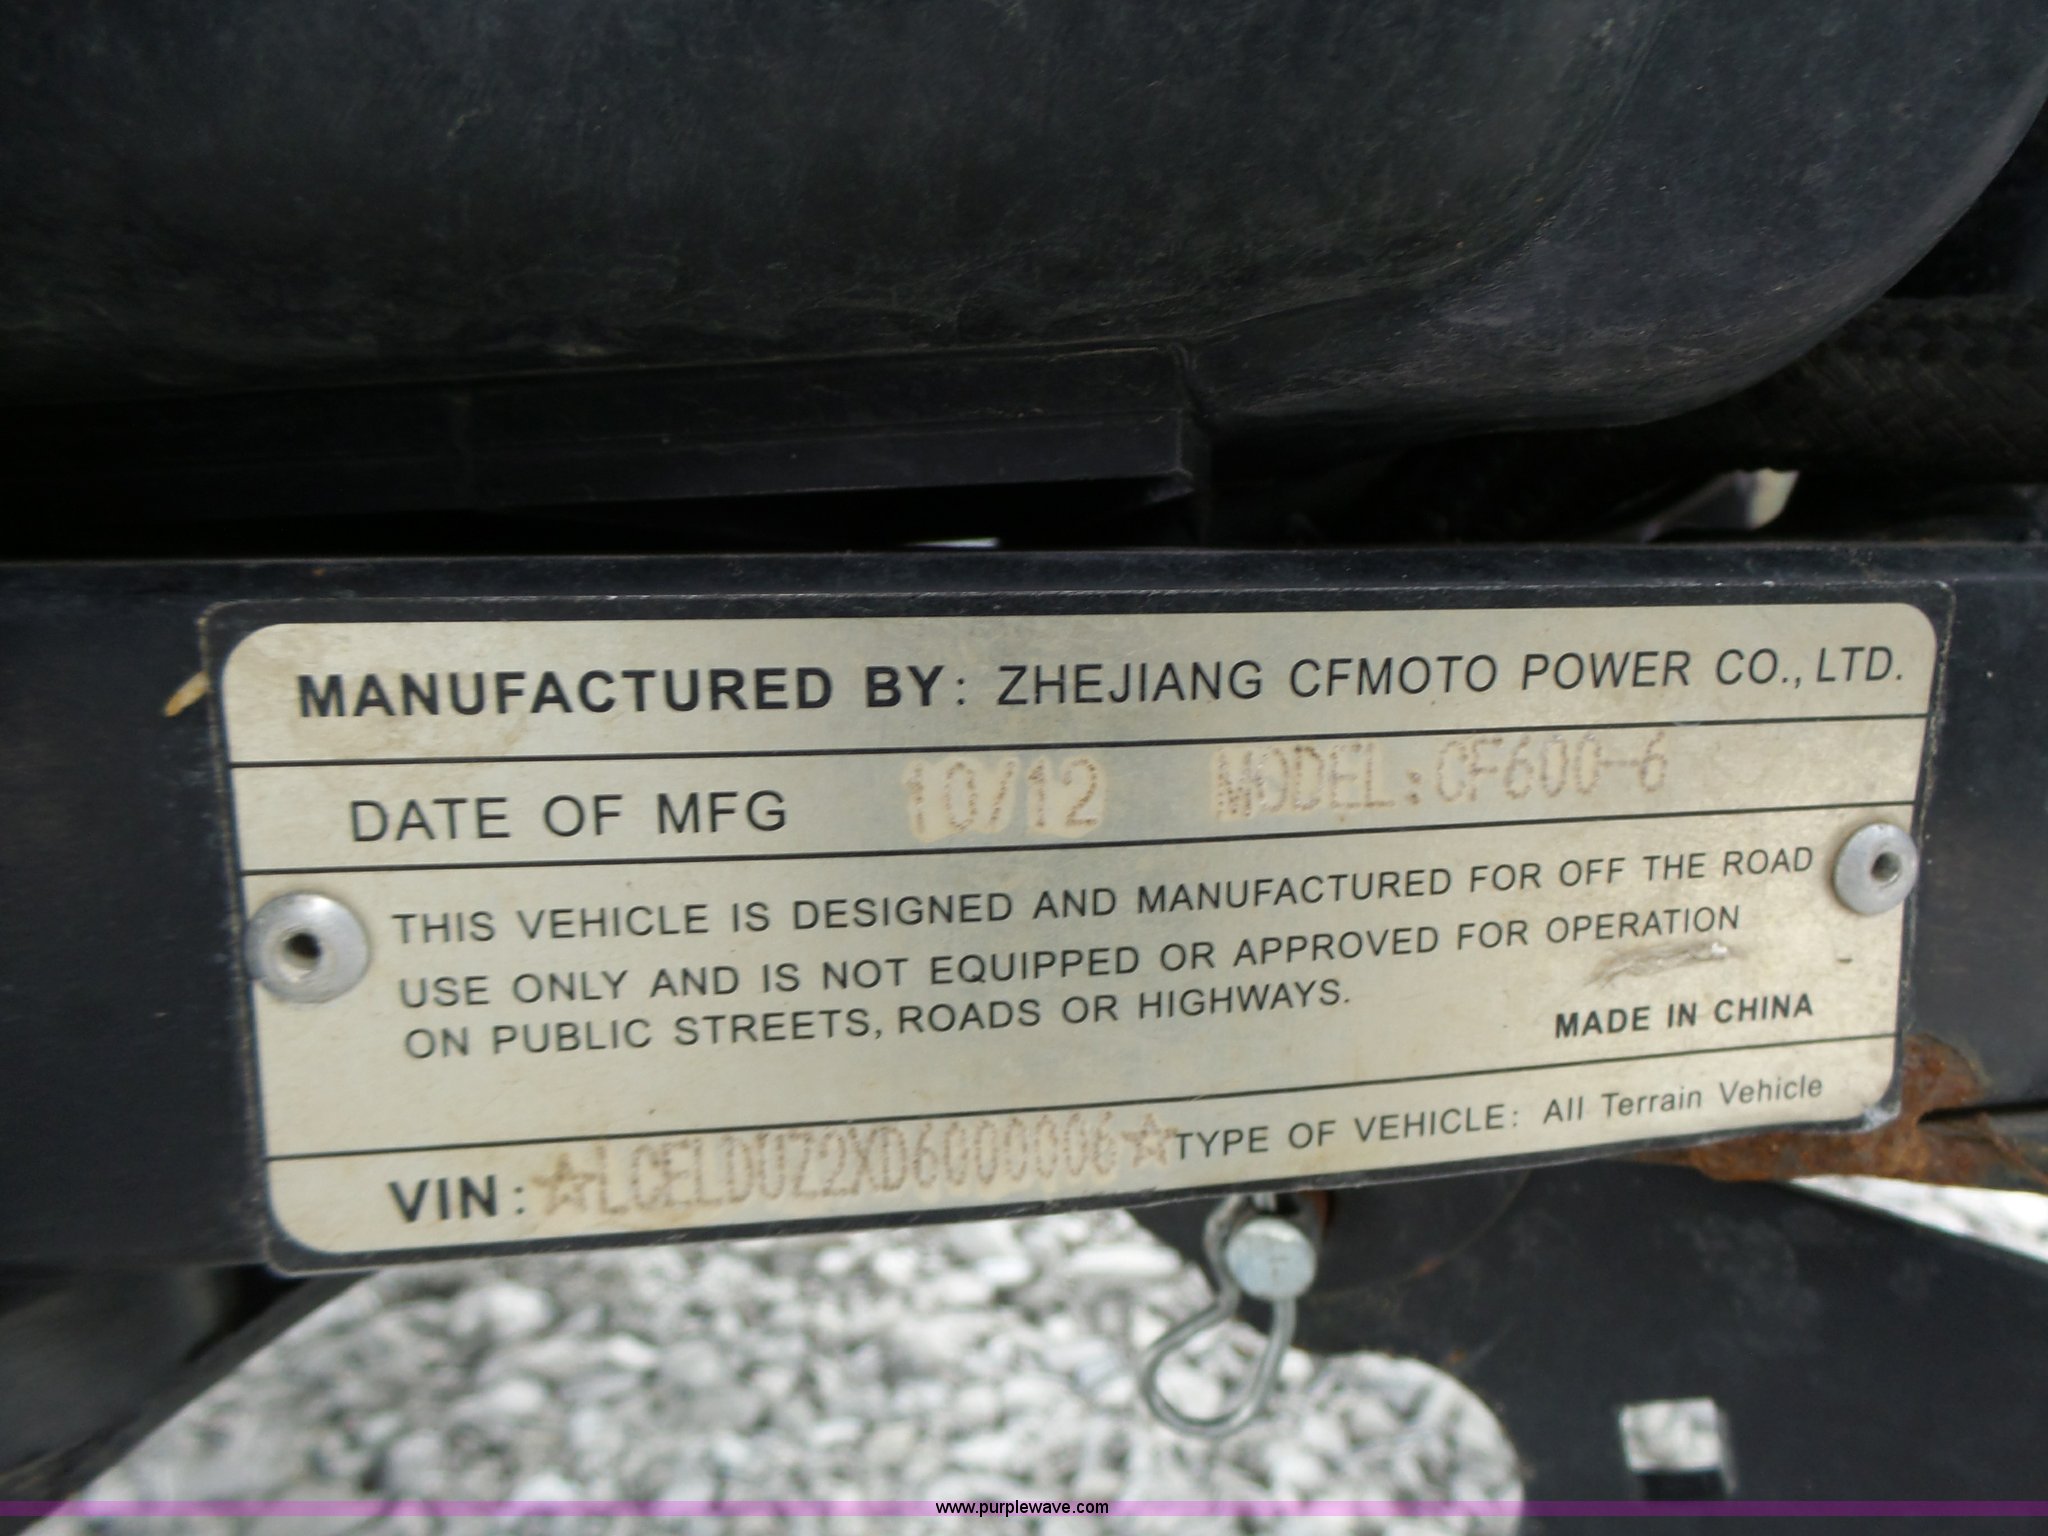 MANUFACTURED BY: ZHEJIANG CFMOTO POWER CO., LTD.
DATE OF MFG 10/12 MODEL:CF600-6
THIS VEHICLE IS DESIGNED AND MANUFACTURED FOR OFF THE ROAD
USE ONLY AND IS NOT EQUIPPED OR APPROVED FOR OPERATION
ON PUBLIC STREETS, ROADS OR HIGHWAYS.
MADE IN CHINA
VIN: ☆LCELDUZ2XD6000006☆ TYPE OF VEHICLE: All Terrain Vehicle
www.purplewave.com